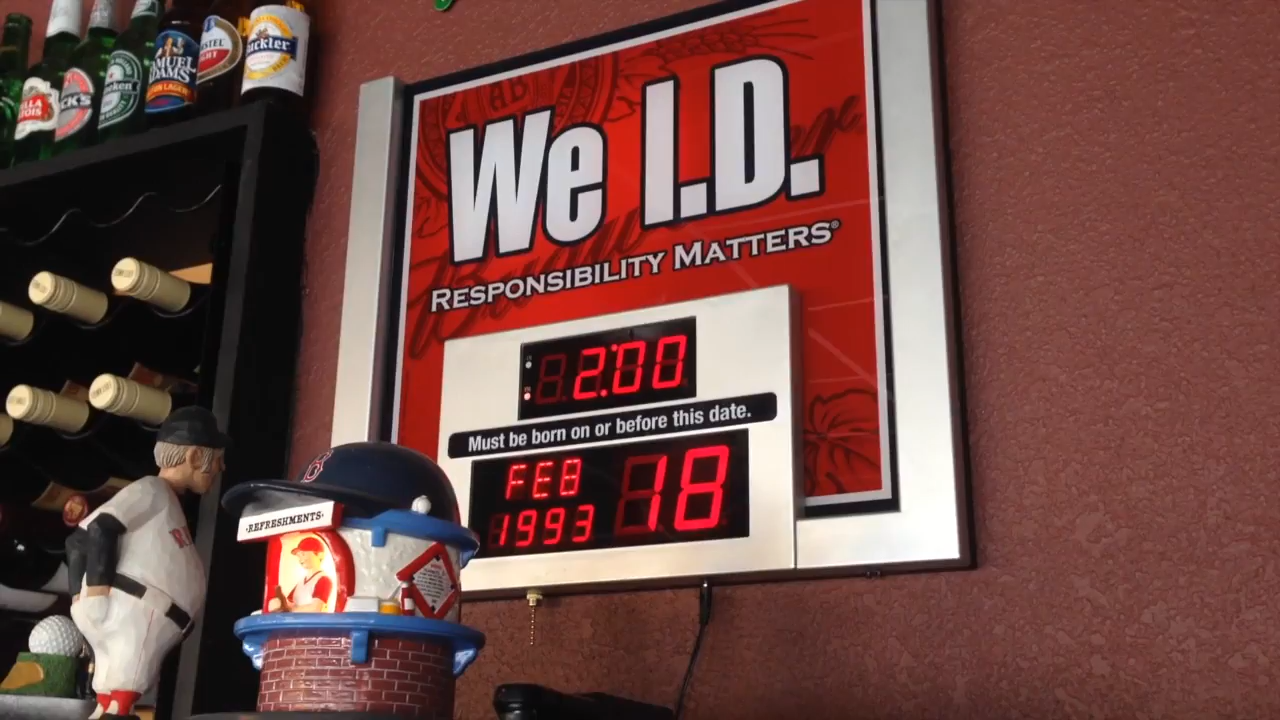 We I.D.
RESPONSIBILITY MATTERS®
2:00
Must be born on or before this date.
FEB
1993
18
SAMUEL
ADAMS
REFRESHMENTS
B
AB